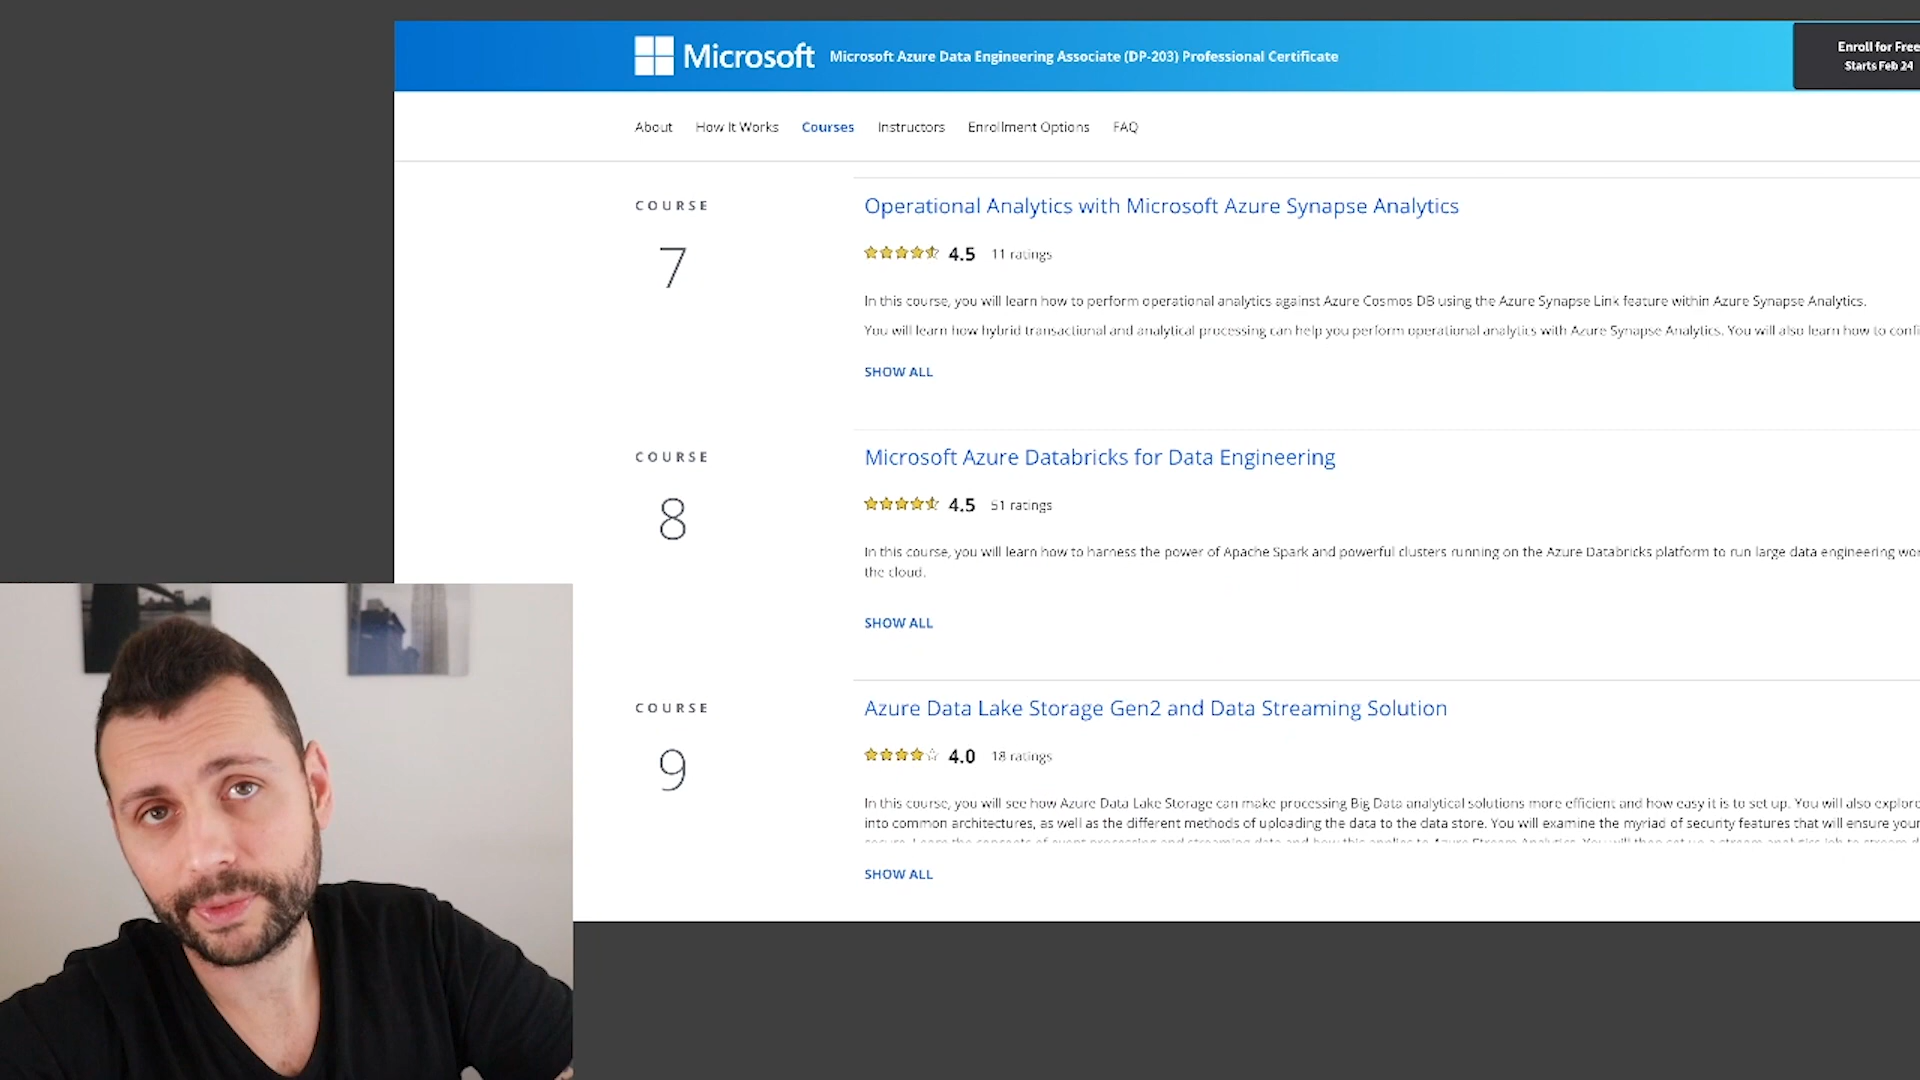 Microsoft Microsoft Azure Data Engineering Associate (DP-203) Professional Certificate
Enroll for Free
Starts Feb 24
About How It Works Courses Instructors Enrollment Options FAQ
COURSE
7
Operational Analytics with Microsoft Azure Synapse Analytics
4.5 11 ratings
In this course, you will learn how to perform operational analytics against Azure Cosmos DB using the Azure Synapse Link feature within Azure Synapse Analytics.
You will learn how hybrid transactional and analytical processing can help you perform operational analytics with Azure Synapse Analytics. You will also learn how to
SHOW ALL
COURSE
8
Microsoft Azure Databricks for Data Engineering
4.5 51 ratings
In this course, you will learn how to harness the power of Apache Spark and powerful clusters running on the Azure Databricks platform to run large data engineering
the cloud.
SHOW ALL
COURSE
9
Azure Data Lake Storage Gen2 and Data Streaming Solution
4.0 18 ratings
In this course, you will see how Azure Data Lake Storage can make processing Big Data analytical solutions more efficient and how easy it is to set up. You will also explore
into common architectures, as well as the different methods of uploading the data to the data store. You will examine the myriad of security features that will ensure your
SHOW ALL